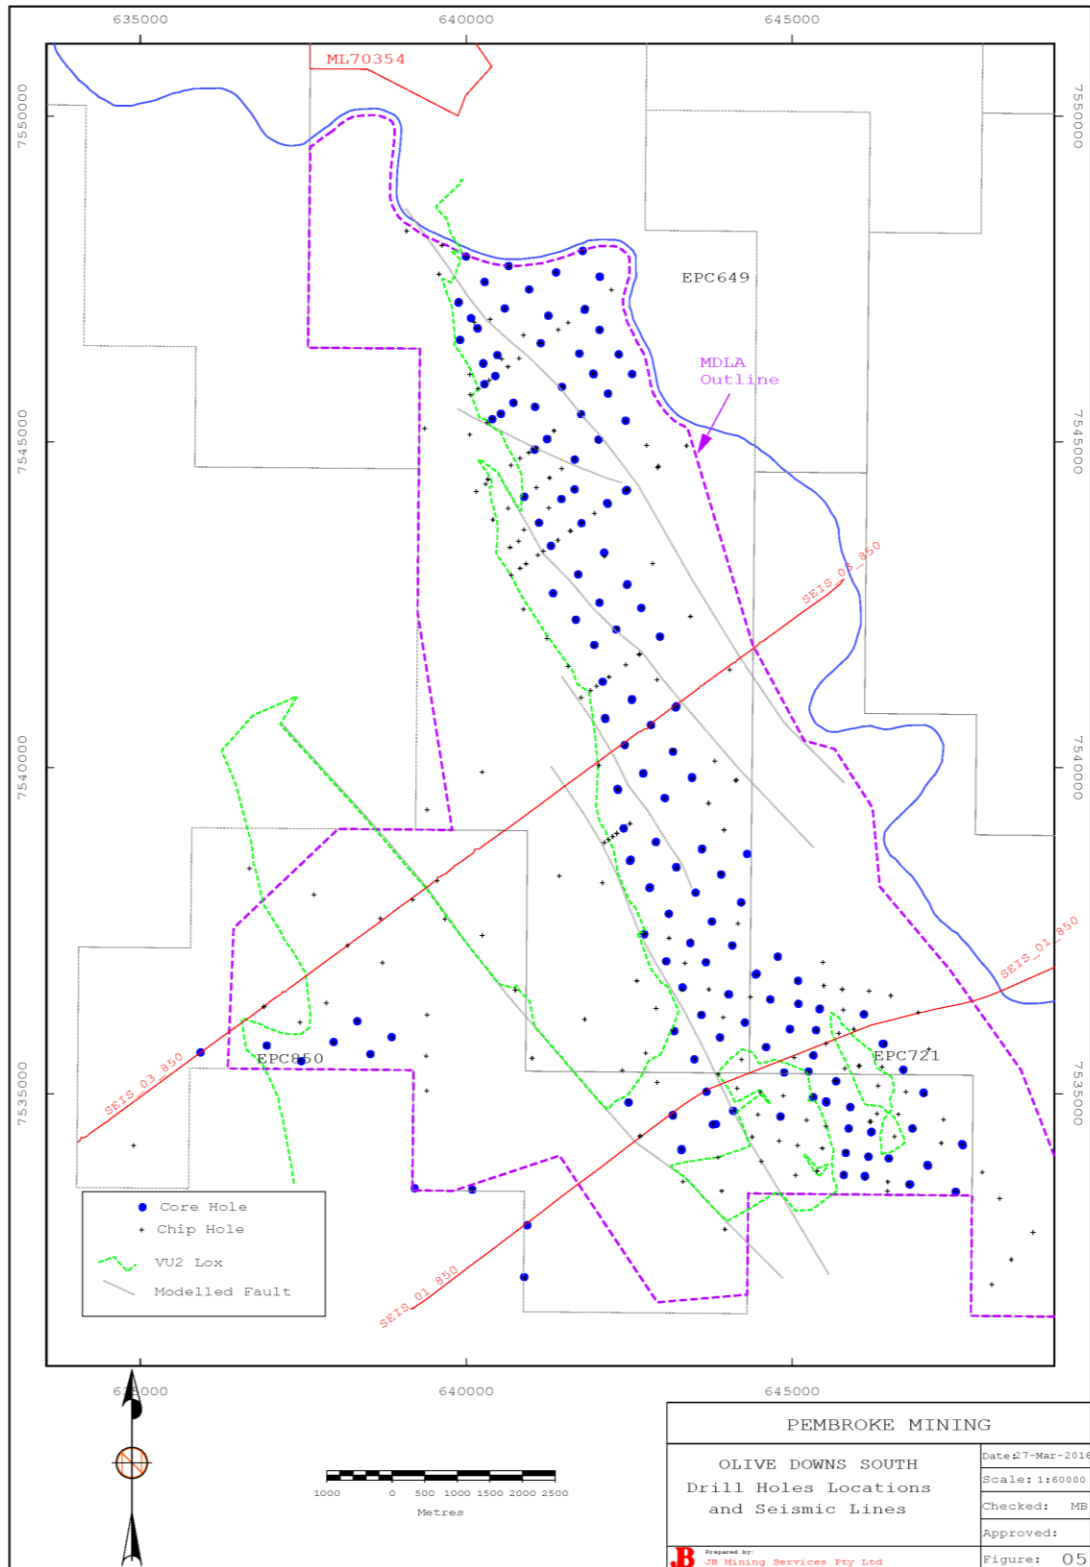 635000
640000
645000
ML70354
7550000
7550000
EPC649
MDLA
Outline
7545000
7545000
SEIS_03_850
7540000
7540000
SEIS_01_850
EPC721
EPC850
7535000
7535000
SEIS_03_850
SEIS_01_850
Core Hole
Chip Hole
VU2 Lox
Modelled Fault
635000
640000
645000
N
1000 0 500 1000 1500 2000 2500
Metres
PEMBROKE MINING
OLIVE DOWNS SOUTH
Drill Holes Locations
and Seismic Lines
Date:27-Mar-2016
Scale: 1:60000
Checked: MB
Approved:
Figure: 05
JB
Prepared by:
JB Mining Services Pty Ltd